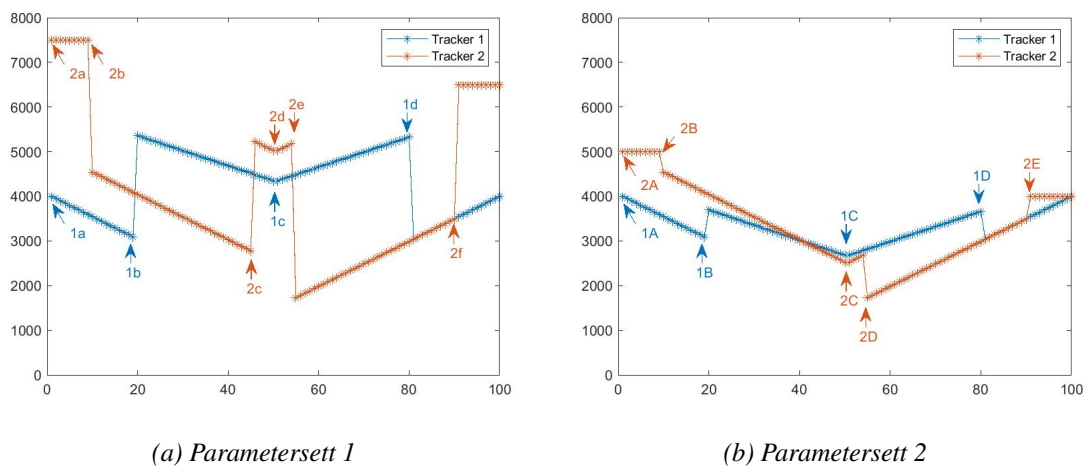 8000
7000
6000
5000
4000
3000
2000
1000
0
0 20 40 60 80 100
Tracker 1
Tracker 2
2a
2b
1a
1b
2c
2d
2e
1c
1d
2f
(a) Parametersett 1
8000
7000
6000
5000
4000
3000
2000
1000
0
0 20 40 60 80 100
Tracker 1
Tracker 2
2A
2B
1A
1B
1C
2C
2D
1D
2E
(b) Parametersett 2